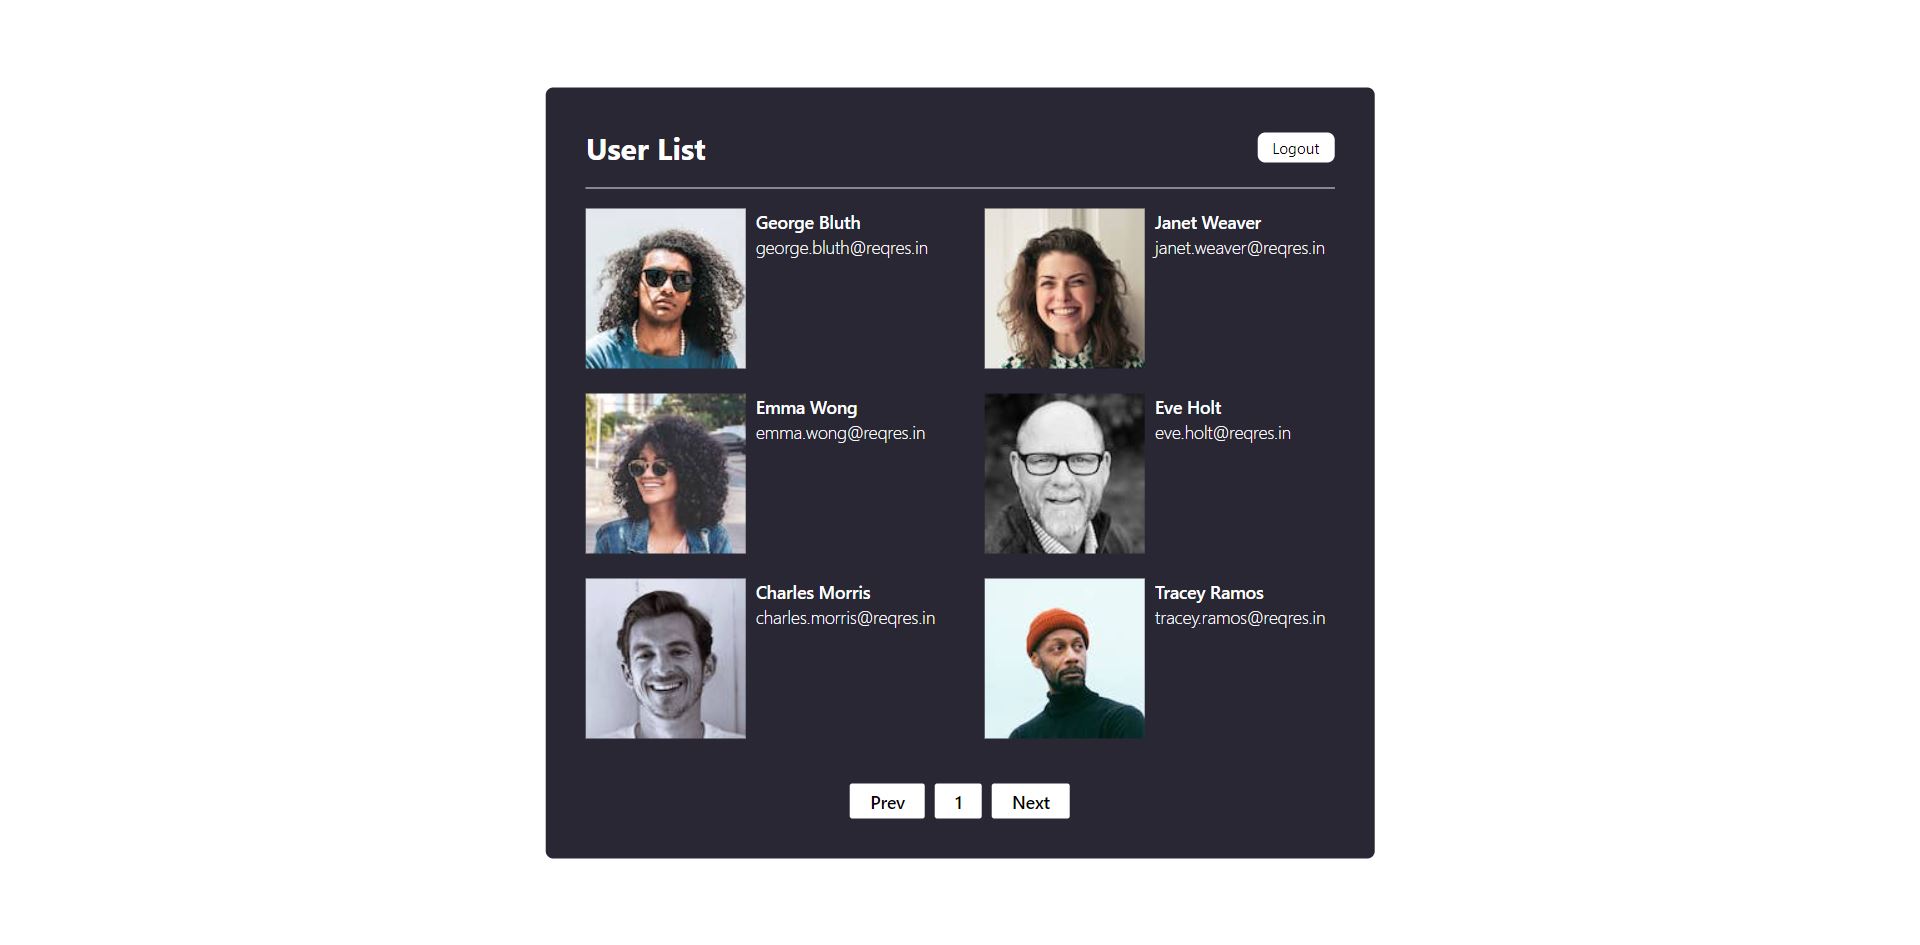 User List
Logout
George Bluth
george.bluth@reqres.in
Janet Weaver
janet.weaver@reqres.in
Emma Wong
emma.wong@reqres.in
Eve Holt
eve.holt@reqres.in
Charles Morris
charles.morris@reqres.in
Tracey Ramos
tracey.ramos@reqres.in
Prev
1
Next